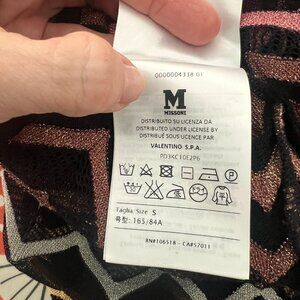 0000004338 01
M
MISSONI
DISTRIBUITO SU LICENZA DA
DISTRIBUTED UNDER LICENSE BY
DISTRIBUÉ SOUS LICENCE PAR
VALENTINO S.P.A.
PD3KC10E2P6
Taglia/Size S
号型: 165/84A
RN#106518 - CA#57011